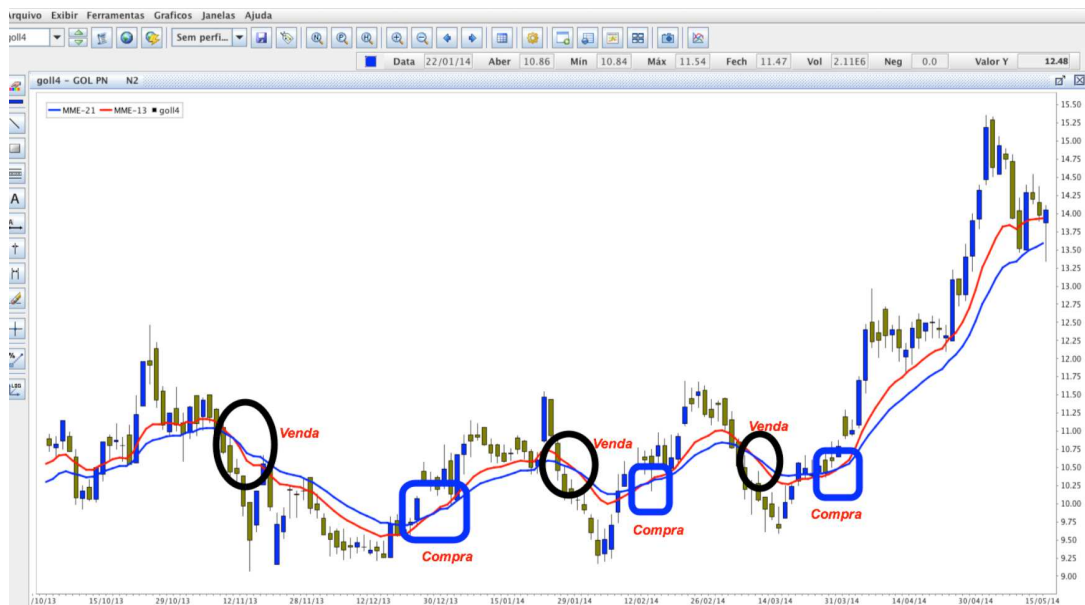 Arquivo Exibir Ferramentas Graficos Janelas Ajuda
goll4 Sem perfi...
Data 22/01/14 Aber 10.86 Mín 10.84 Máx 11.54 Fech 11.47 Vol 2.11E6 Neg 0.0 Valor Y 12.48
goll4 - GOL PN N2
MME-21 MME-13 goll4
15.50
15.25
15.00
14.75
14.50
14.25
14.00
13.75
13.50
13.25
13.00
12.75
12.50
12.25
12.00
11.75
11.50
11.25
11.00
10.75
10.50
10.25
10.00
9.75
9.50
9.25
9.00
Venda
Venda
Venda
Compra
Compra
Compra
/10/13 15/10/13 29/10/13 12/11/13 28/11/13 12/12/13 30/12/13 15/01/14 29/01/14 12/02/14 26/02/14 14/03/14 31/03/14 14/04/14 30/04/14 15/05/14